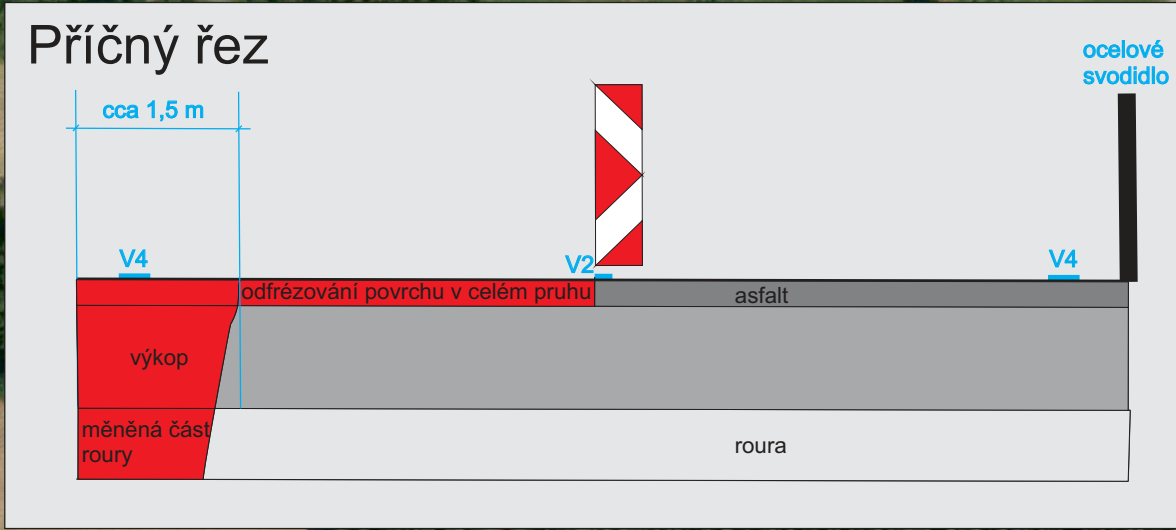 Příčný řez
ocelové
svodidlo
cca 1,5 m
V4
V2
V4
odfrézování povrchu v celém pruhu
asfalt
výkop
měněná část
roury
roura